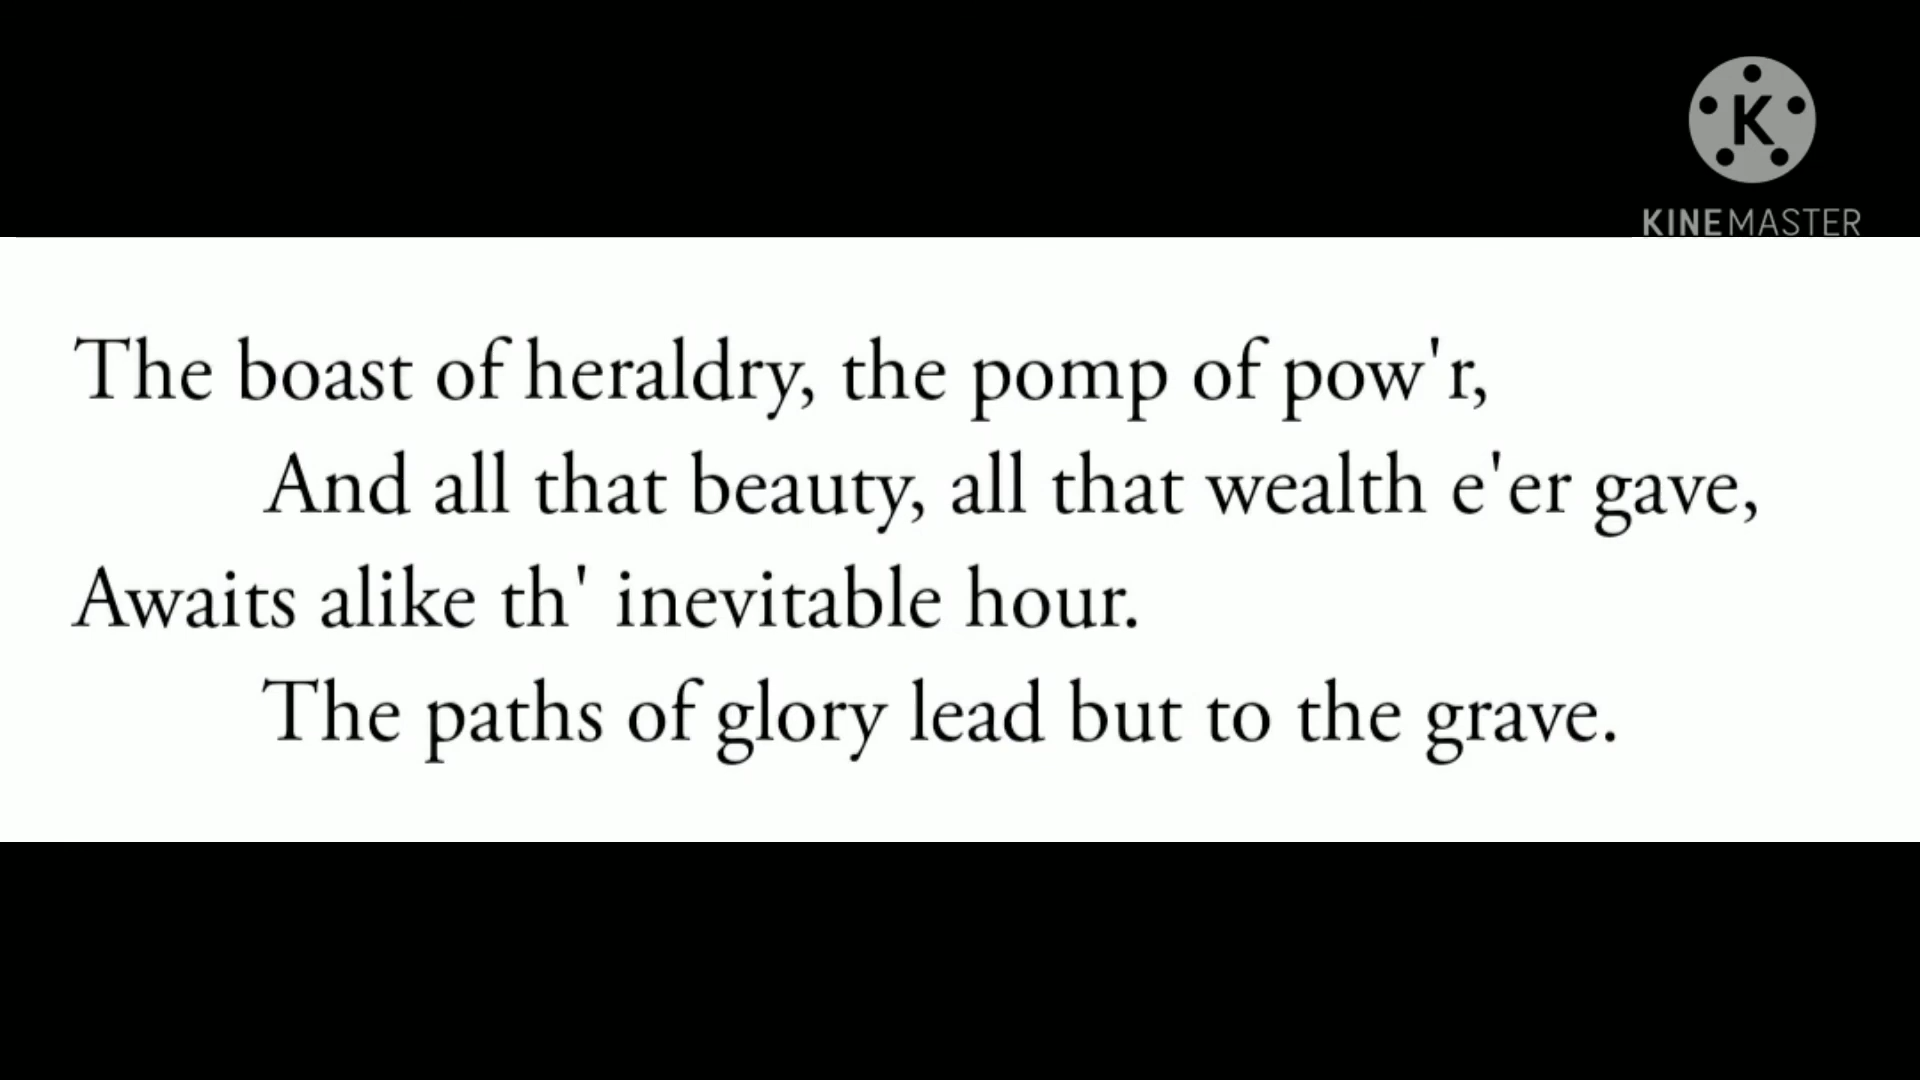 K
KINEMASTER
The boast of heraldry, the pomp of pow'r,
And all that beauty, all that wealth e'er gave,
Awaits alike th' inevitable hour.
The paths of glory lead but to the grave.